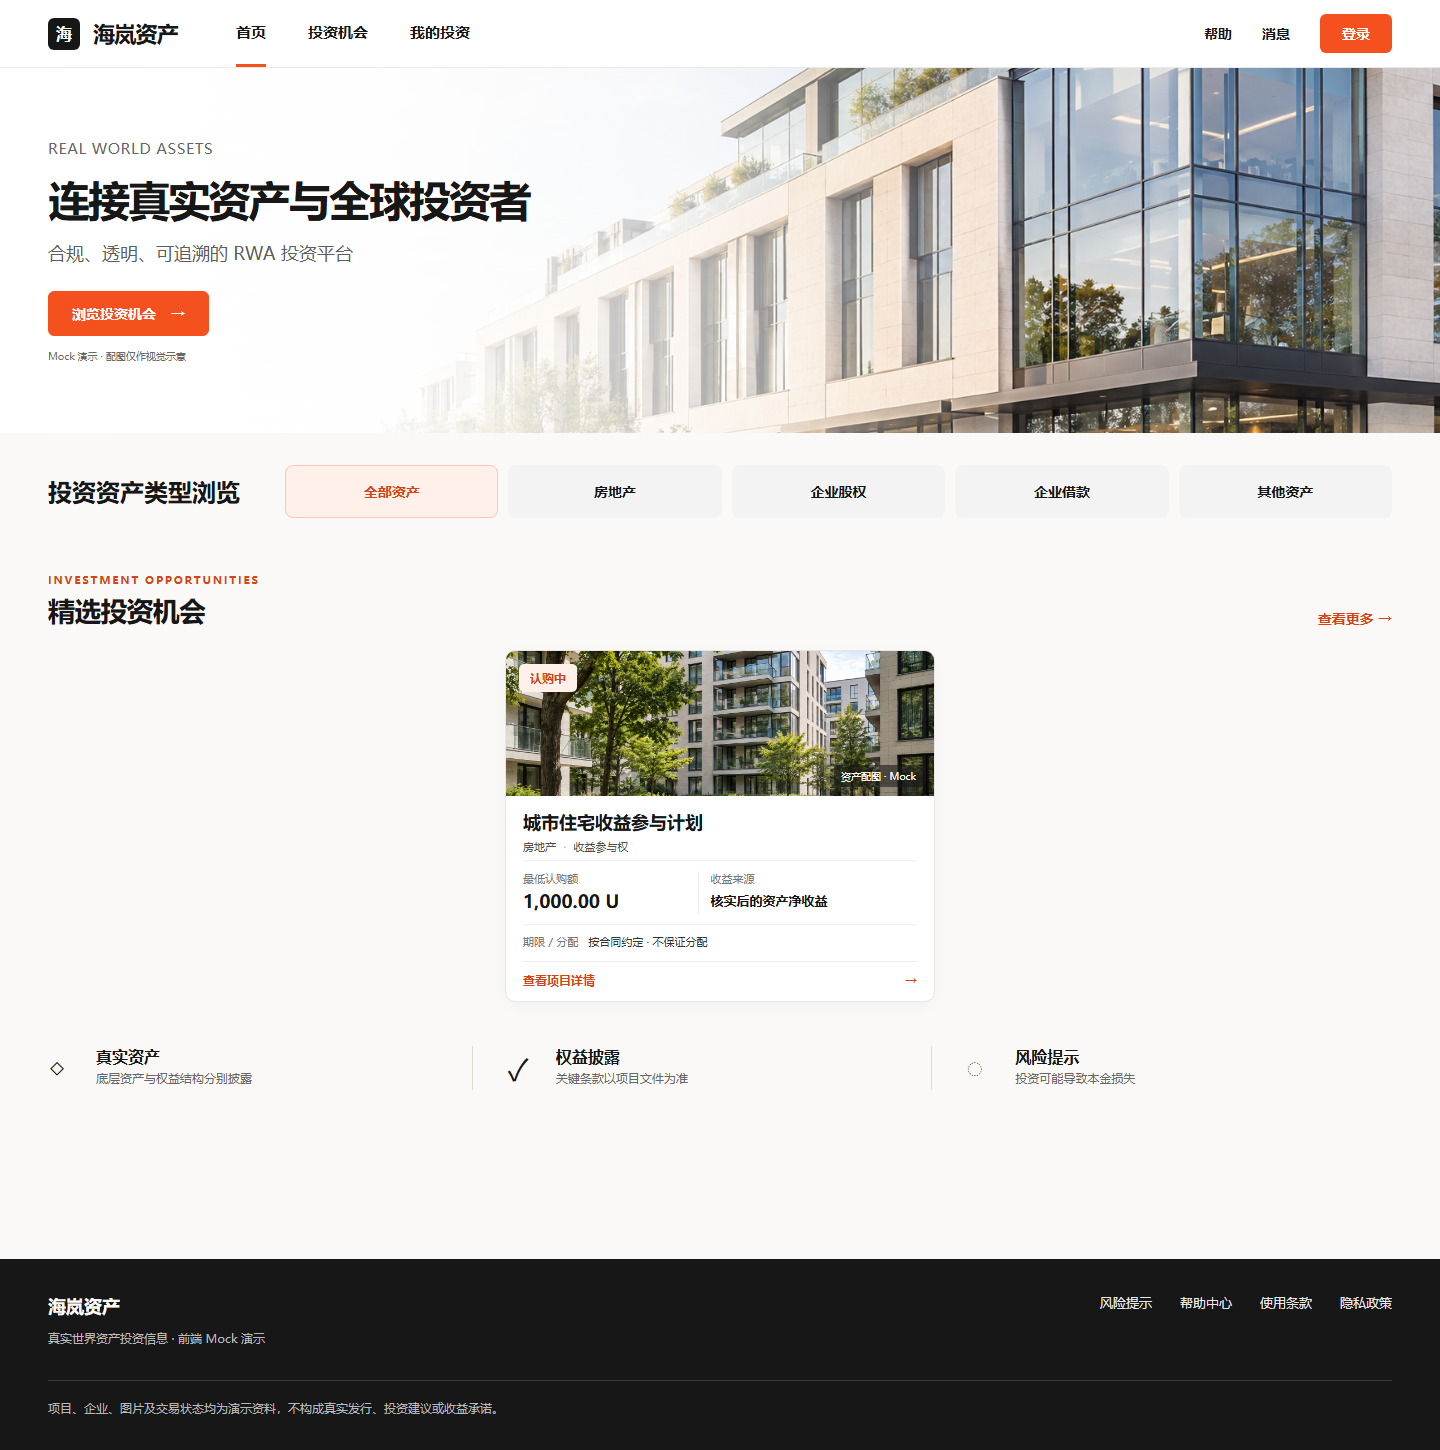 海 海岚资产 首页 投资机会 我的投资 帮助 消息 登录
REAL WORLD ASSETS
连接真实资产与全球投资者
合规、透明、可追溯的 RWA 投资平台
浏览投资机会 →
Mock 演示 · 配图仅作视觉示意
投资资产类型浏览 全部资产 房地产 企业股权 企业借款 其他资产
INVESTMENT OPPORTUNITIES
精选投资机会
查看更多 →
认购中
资产配图 · Mock
城市住宅收益参与计划
房地产 · 收益参与权
最低认购额 收益来源
1,000.00 U 核实后的资产净收益
期限 / 分配 按合同约定 · 不保证分配
查看项目详情 →
真实资产 权益披露 风险提示
底层资产与权益结构分别披露 关键条款以项目文件为准 投资可能导致本金损失
海岚资产 风险提示 帮助中心 使用条款 隐私政策
真实世界资产投资信息 · 前端 Mock 演示
项目、企业、图片及交易状态均为演示资料，不构成真实发行、投资建议或收益承诺。